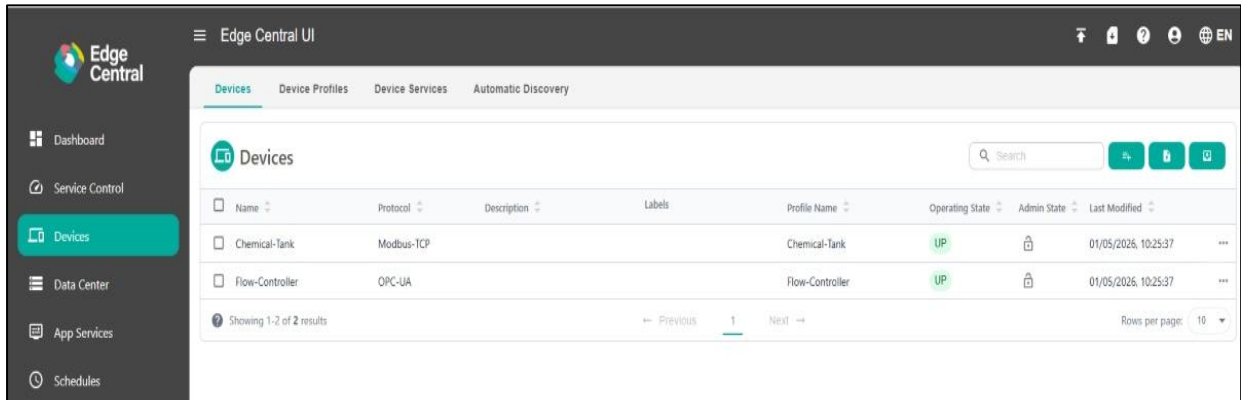 Edge Central
Edge Central UI
EN
Devices Device Profiles Device Services Automatic Discovery
Dashboard
Service Control
Devices
Data Center
App Services
Schedules
Devices
Search
Name Protocol Description Labels Profile Name Operating State Admin State Last Modified
Chemical-Tank Modbus-TCP Chemical-Tank UP 01/05/2026, 10:25:37
Flow-Controller OPC-UA Flow-Controller UP 01/05/2026, 10:25:37
Showing 1-2 of 2 results ← Previous 1 Next → Rows per page: 10